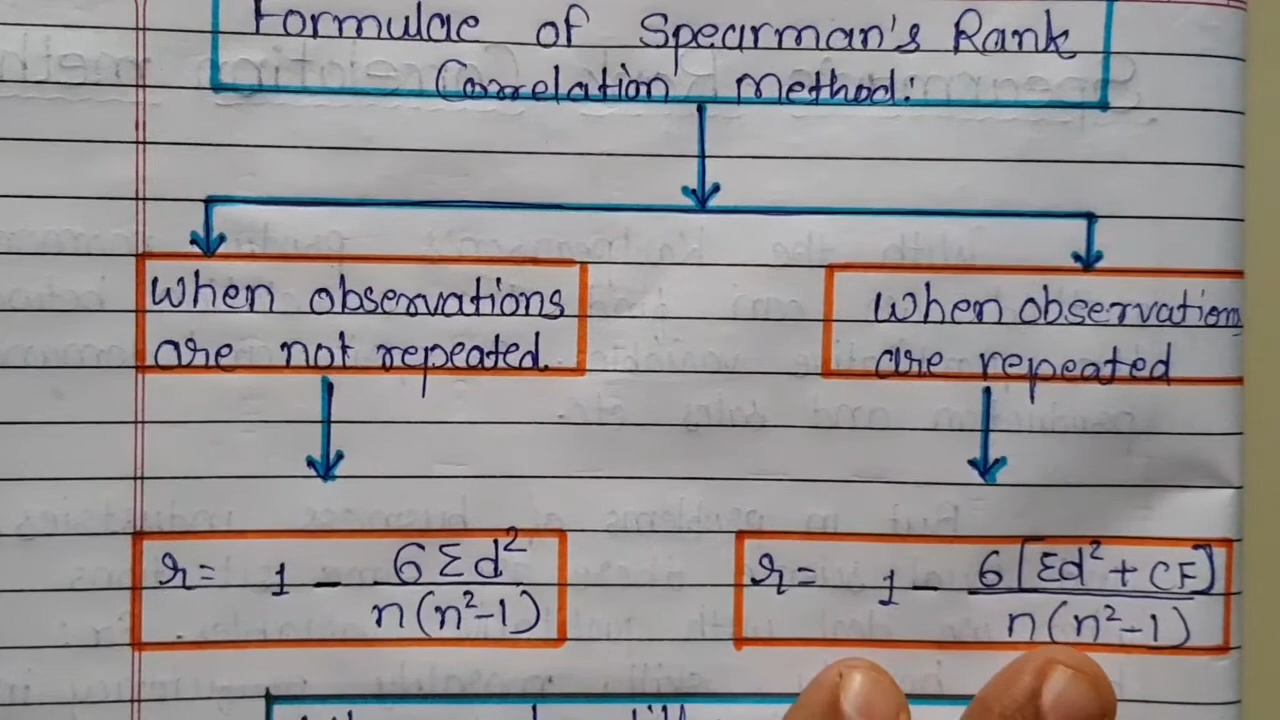 Formulae of Spearman's Rank
Correlation Method:
When observations
are not repeated.
When observations
are repeated
r = 1 - 6Σd² / n(n²-1)
r = 1 - 6[Σd² + CF] / n(n²-1)